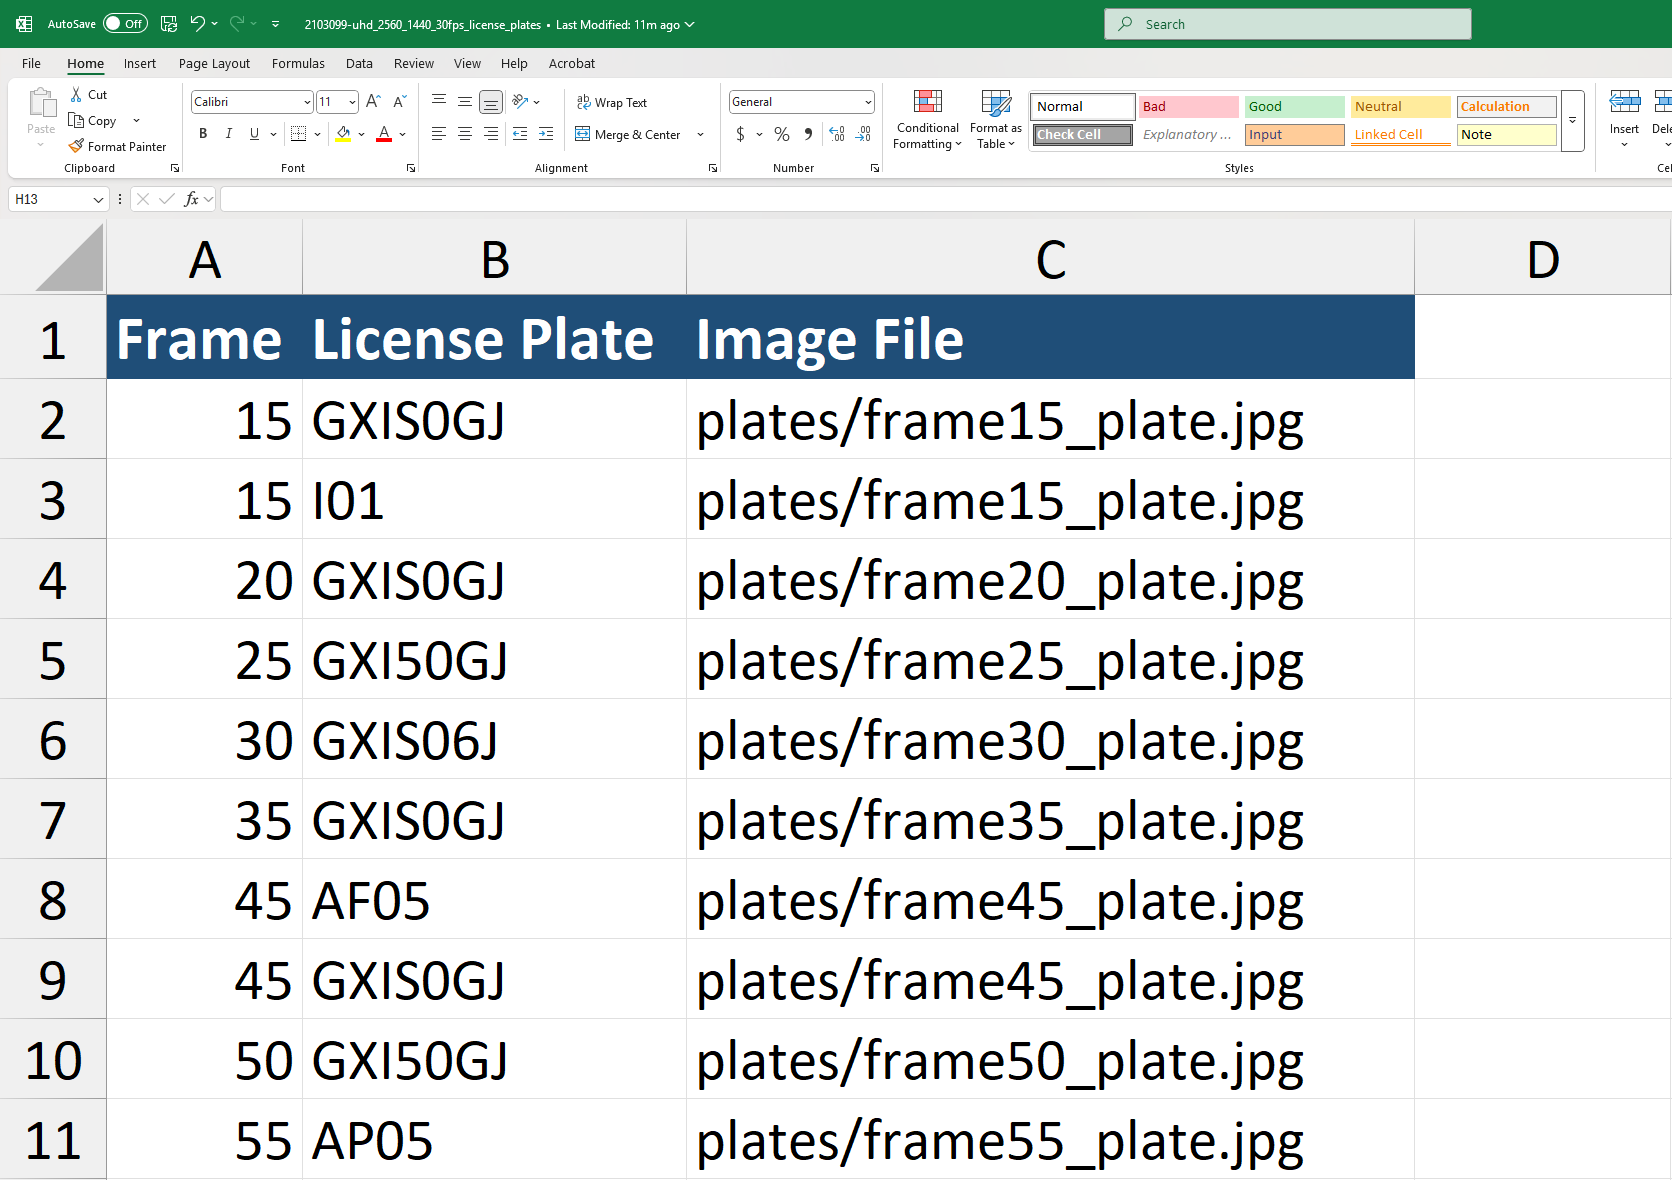 AutoSave Off 2103099-uhd_2560_1440_30fps_license_plates • Last Modified: 11m ago Search
File Home Insert Page Layout Formulas Data Review View Help Acrobat
Paste Cut Copy Format Painter
Clipboard
Calibri 11
B I U A
Font
ab Wrap Text
Merge & Center
Alignment
General
$ % 9 .00 .00
Number
Conditional Formatting
Format as Table
Normal Bad Good Neutral Calculation
Check Cell Explanatory ... Input Linked Cell Note
Styles
Insert Dele
Cel
H13 fx
A B C D
1 Frame License Plate Image File
2 15 GXIS0GJ plates/frame15_plate.jpg
3 15 I01 plates/frame15_plate.jpg
4 20 GXIS0GJ plates/frame20_plate.jpg
5 25 GXI50GJ plates/frame25_plate.jpg
6 30 GXIS06J plates/frame30_plate.jpg
7 35 GXIS0GJ plates/frame35_plate.jpg
8 45 AF05 plates/frame45_plate.jpg
9 45 GXIS0GJ plates/frame45_plate.jpg
10 50 GXI50GJ plates/frame50_plate.jpg
11 55 AP05 plates/frame55_plate.jpg